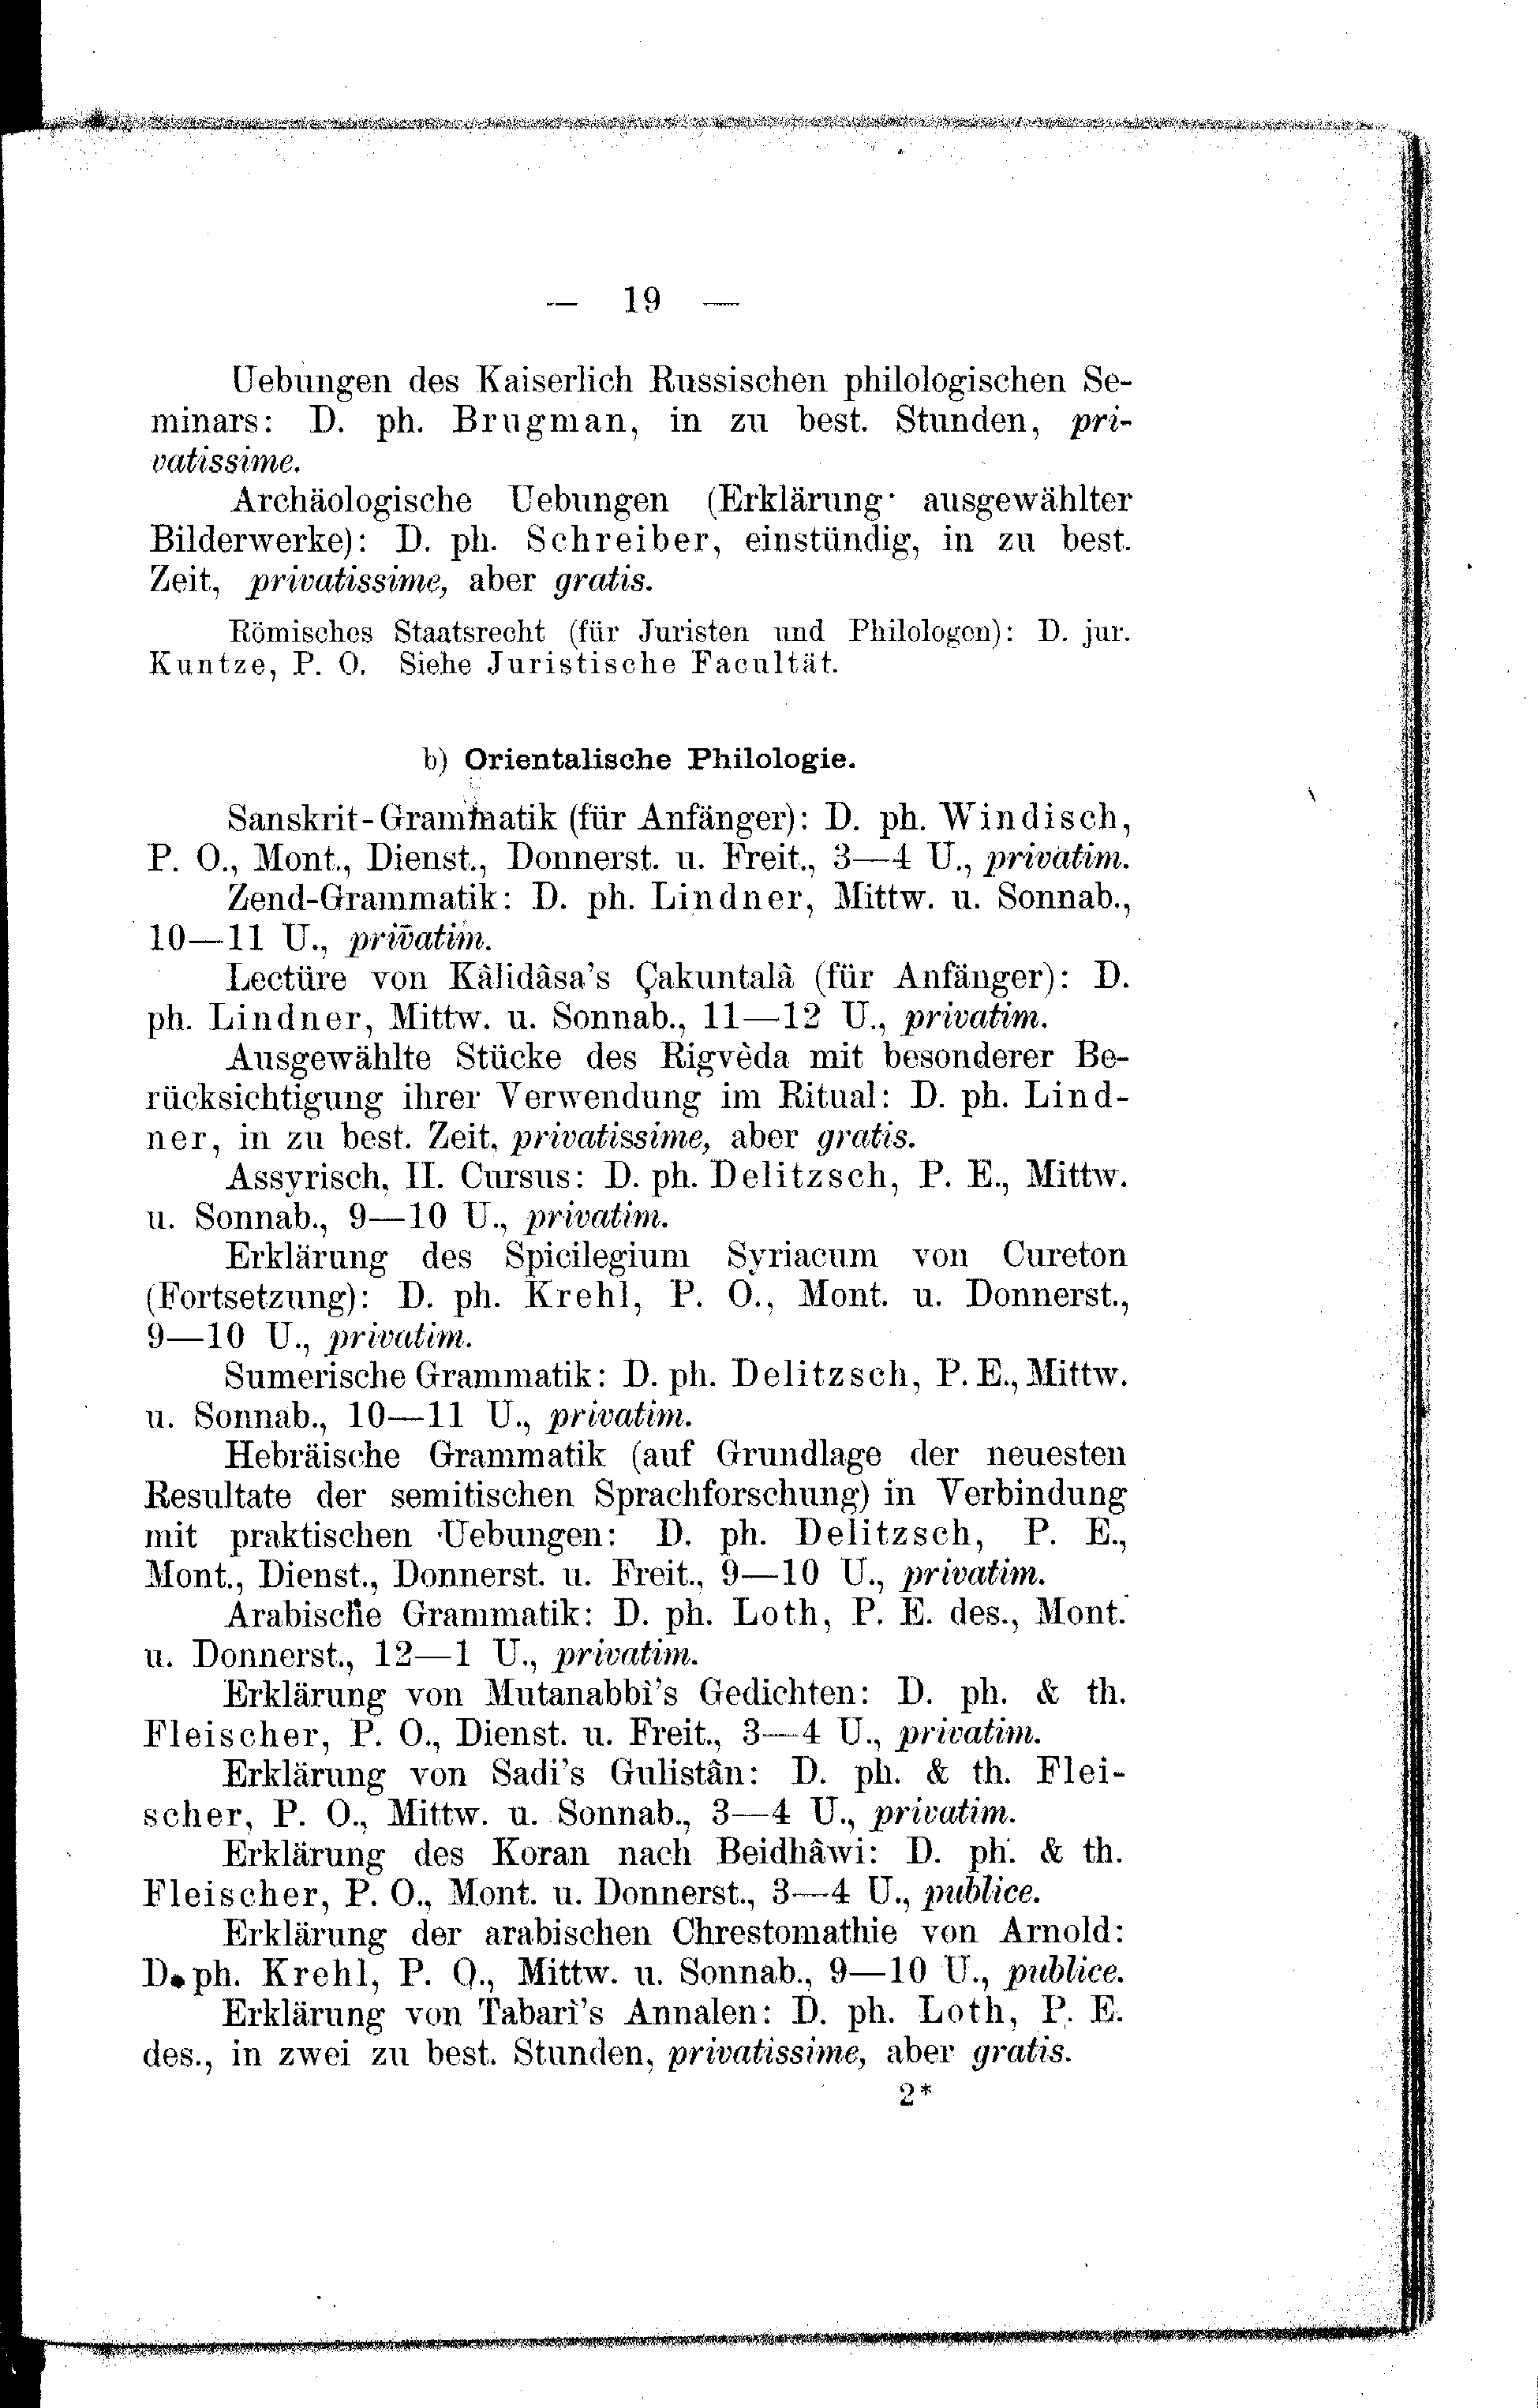 — 19 —
Uebungen des Kaiserlich Russischen philologischen Se-
minars: D. ph. Brugman, in zu best. Stunden, pri-
vatissime.
Archäologische Uebungen (Erklärung ausgewählter
Bilderwerke): D. ph. Schreiber, einstündig, in zu best.
Zeit, privatissime, aber gratis.
Römisches Staatsrecht (für Juristen und Philologen): D. jur.
Kuntze, P. O. Siehe Juristische Facultät.
b) Orientalische Philologie.
Sanskrit-Grammatik (für Anfänger): D. ph. Windisch,
P. O., Mont., Dienst., Donnerst. u. Freit., 3—4 U., privatim.
Zend-Grammatik: D. ph. Lindner, Mittw. u. Sonnab.,
10—11 U., privatim.
Lectüre von Kâlidâsa's Çakuntalâ (für Anfänger): D.
ph. Lindner, Mittw. u. Sonnab., 11—12 U., privatim.
Ausgewählte Stücke des Rigvèda mit besonderer Be-
rücksichtigung ihrer Verwendung im Ritual: D. ph. Lind-
ner, in zu best. Zeit, privatissime, aber gratis.
Assyrisch, II. Cursus: D. ph. Delitzsch, P. E., Mittw.
u. Sonnab., 9—10 U., privatim.
Erklärung des Spicilegium Syriacum von Cureton
(Fortsetzung): D. ph. Krehl, P. O., Mont. u. Donnerst.,
9—10 U., privatim.
Sumerische Grammatik: D. ph. Delitzsch, P. E., Mittw.
u. Sonnab., 10—11 U., privatim.
Hebräische Grammatik (auf Grundlage der neuesten
Resultate der semitischen Sprachforschung) in Verbindung
mit praktischen Uebungen: D. ph. Delitzsch, P. E.,
Mont., Dienst., Donnerst. u. Freit., 9—10 U., privatim.
Arabische Grammatik: D. ph. Loth, P. E. des., Mont.
u. Donnerst., 12—1 U., privatim.
Erklärung von Mutanabbi's Gedichten: D. ph. & th.
Fleischer, P. O., Dienst. u. Freit., 3—4 U., privatim.
Erklärung von Sadi's Gulistân: D. ph. & th. Flei-
scher, P. O., Mittw. u. Sonnab., 3—4 U., privatim.
Erklärung des Koran nach Beidhâwi: D. ph. & th.
Fleischer, P. O., Mont. u. Donnerst., 3—4 U., publice.
Erklärung der arabischen Chrestomathie von Arnold:
D. ph. Krehl, P. O., Mittw. u. Sonnab., 9—10 U., publice.
Erklärung von Tabarî's Annalen: D. ph. Loth, P. E.
des., in zwei zu best. Stunden, privatissime, aber gratis.
2*